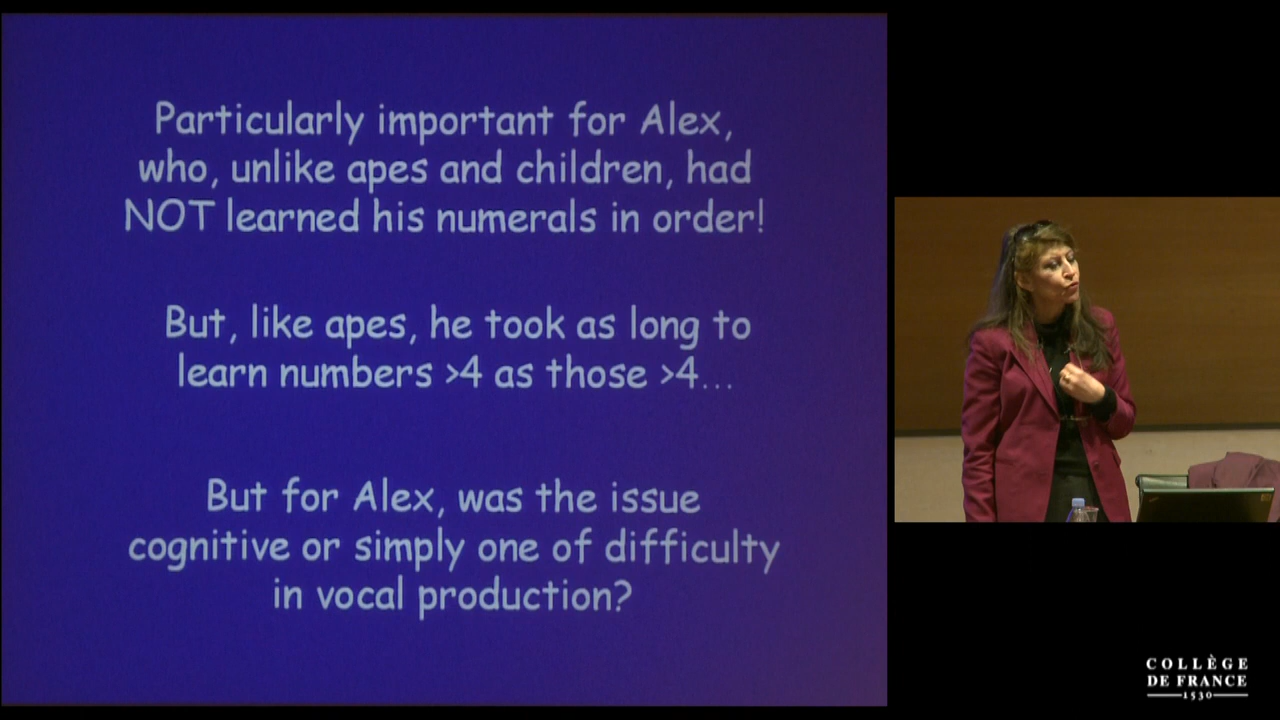 Particularly important for Alex,
who, unlike apes and children, had
NOT learned his numerals in order!
But, like apes, he took as long to
learn numbers >4 as those >4...
But for Alex, was the issue
cognitive or simply one of difficulty
in vocal production?
COLLÈGE
DE FRANCE
1530